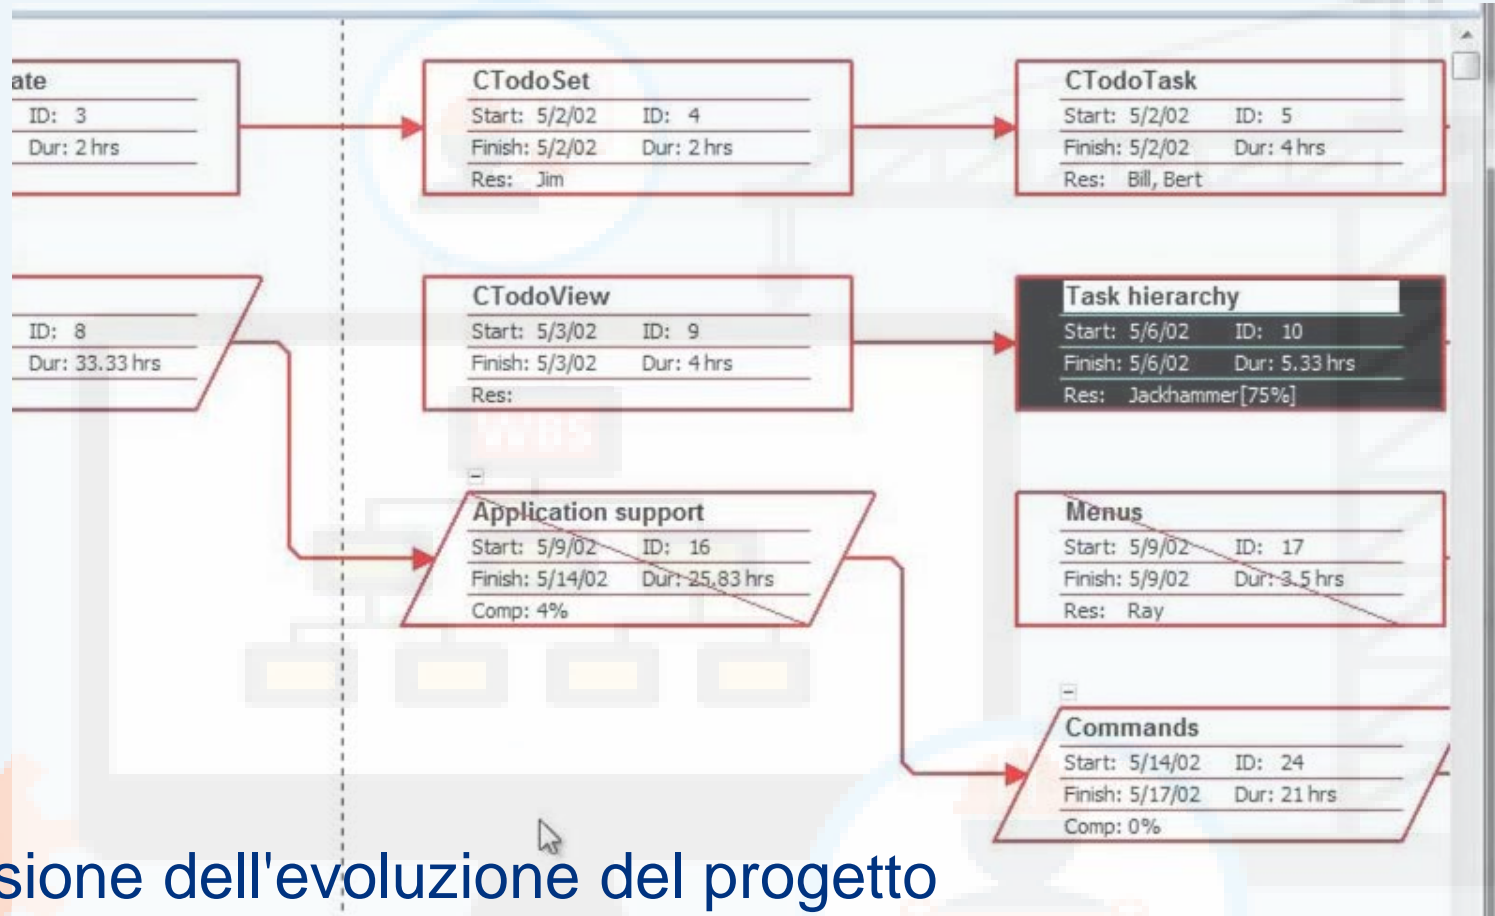 ate
ID: 3
Dur: 2 hrs
CTodoSet
Start: 5/2/02 ID: 4
Finish: 5/2/02 Dur: 2 hrs
Res: Jim
CTodoTask
Start: 5/2/02 ID: 5
Finish: 5/2/02 Dur: 4 hrs
Res: Bill, Bert
ID: 8
Dur: 33.33 hrs
CTodoView
Start: 5/3/02 ID: 9
Finish: 5/3/02 Dur: 4 hrs
Res:
Task hierarchy
Start: 5/6/02 ID: 10
Finish: 5/6/02 Dur: 5.33 hrs
Res: Jackhammer[75%]
WBS
Application support
Start: 5/9/02 ID: 16
Finish: 5/14/02 Dur: 25.83 hrs
Comp: 4%
Menus
Start: 5/9/02 ID: 17
Finish: 5/9/02 Dur: 3.5 hrs
Res: Ray
Commands
Start: 5/14/02 ID: 24
Finish: 5/17/02 Dur: 21 hrs
Comp: 0%
sione dell'evoluzione del progetto